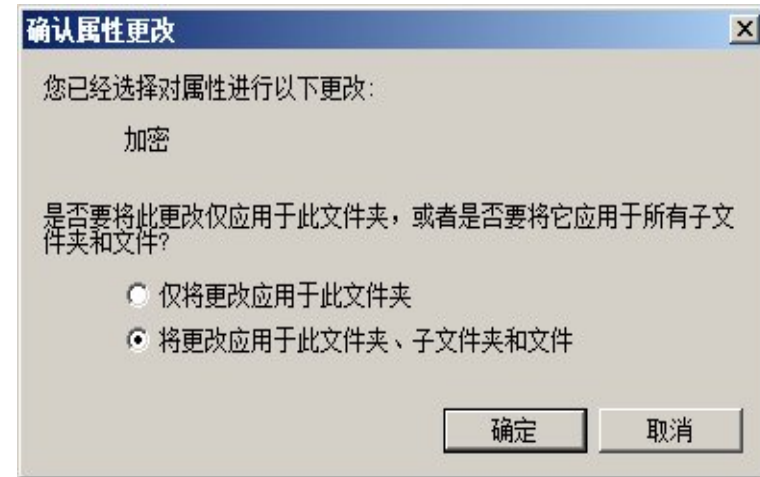 确认属性更改
您已经选择对属性进行以下更改:
加密
是否要将此更改仅应用于此文件夹，或者是否要将它应用于所有子文
件夹和文件?
仅将更改应用于此文件夹
将更改应用于此文件夹、子文件夹和文件
确定 取消